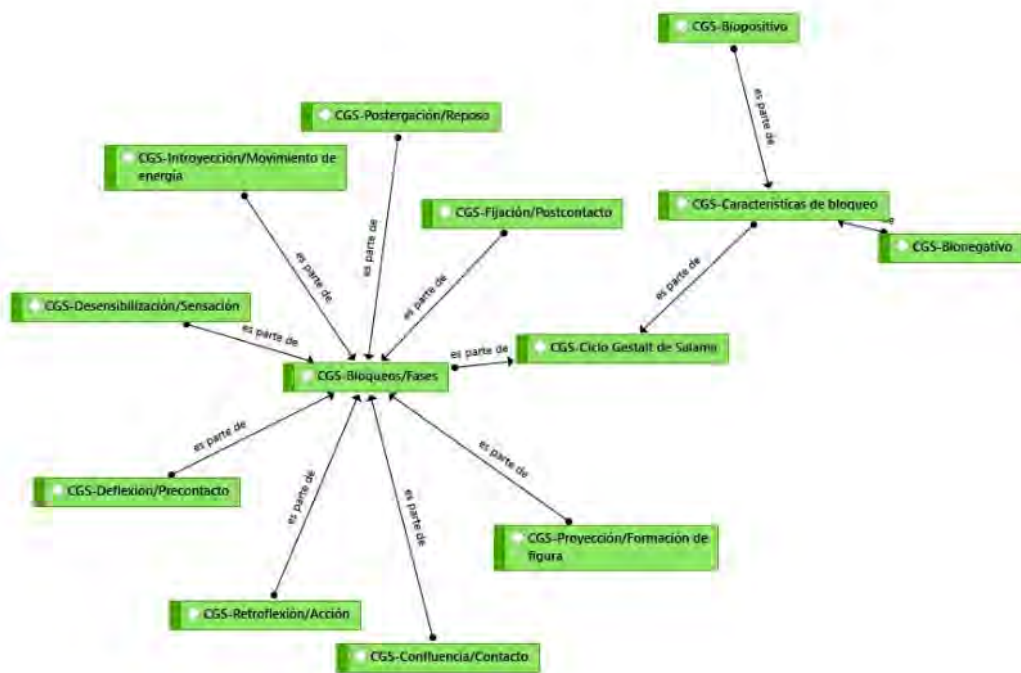 CGS-Biopositivo
es parte de
CGS-Postergación/Reposo
CGS-Introyección/Movimiento de
energía
es parte de
es parte de
CGS-Fijación/Postcontacto
es parte de
CGS-Características de bloqueo
CGS-Bionegativo
es parte de
CGS-Desensibilización/Sensación
es parte de
es parte de
CGS-Ciclo Gestalt de Salama
CGS-Bloqueos/Fases
es parte de
CGS-Deflexión/Precontacto
es parte de
es parte de
es parte de
CGS-Proyección/Formación de
figura
CGS-Retroflexión/Acción
CGS-Confluencia/Contacto